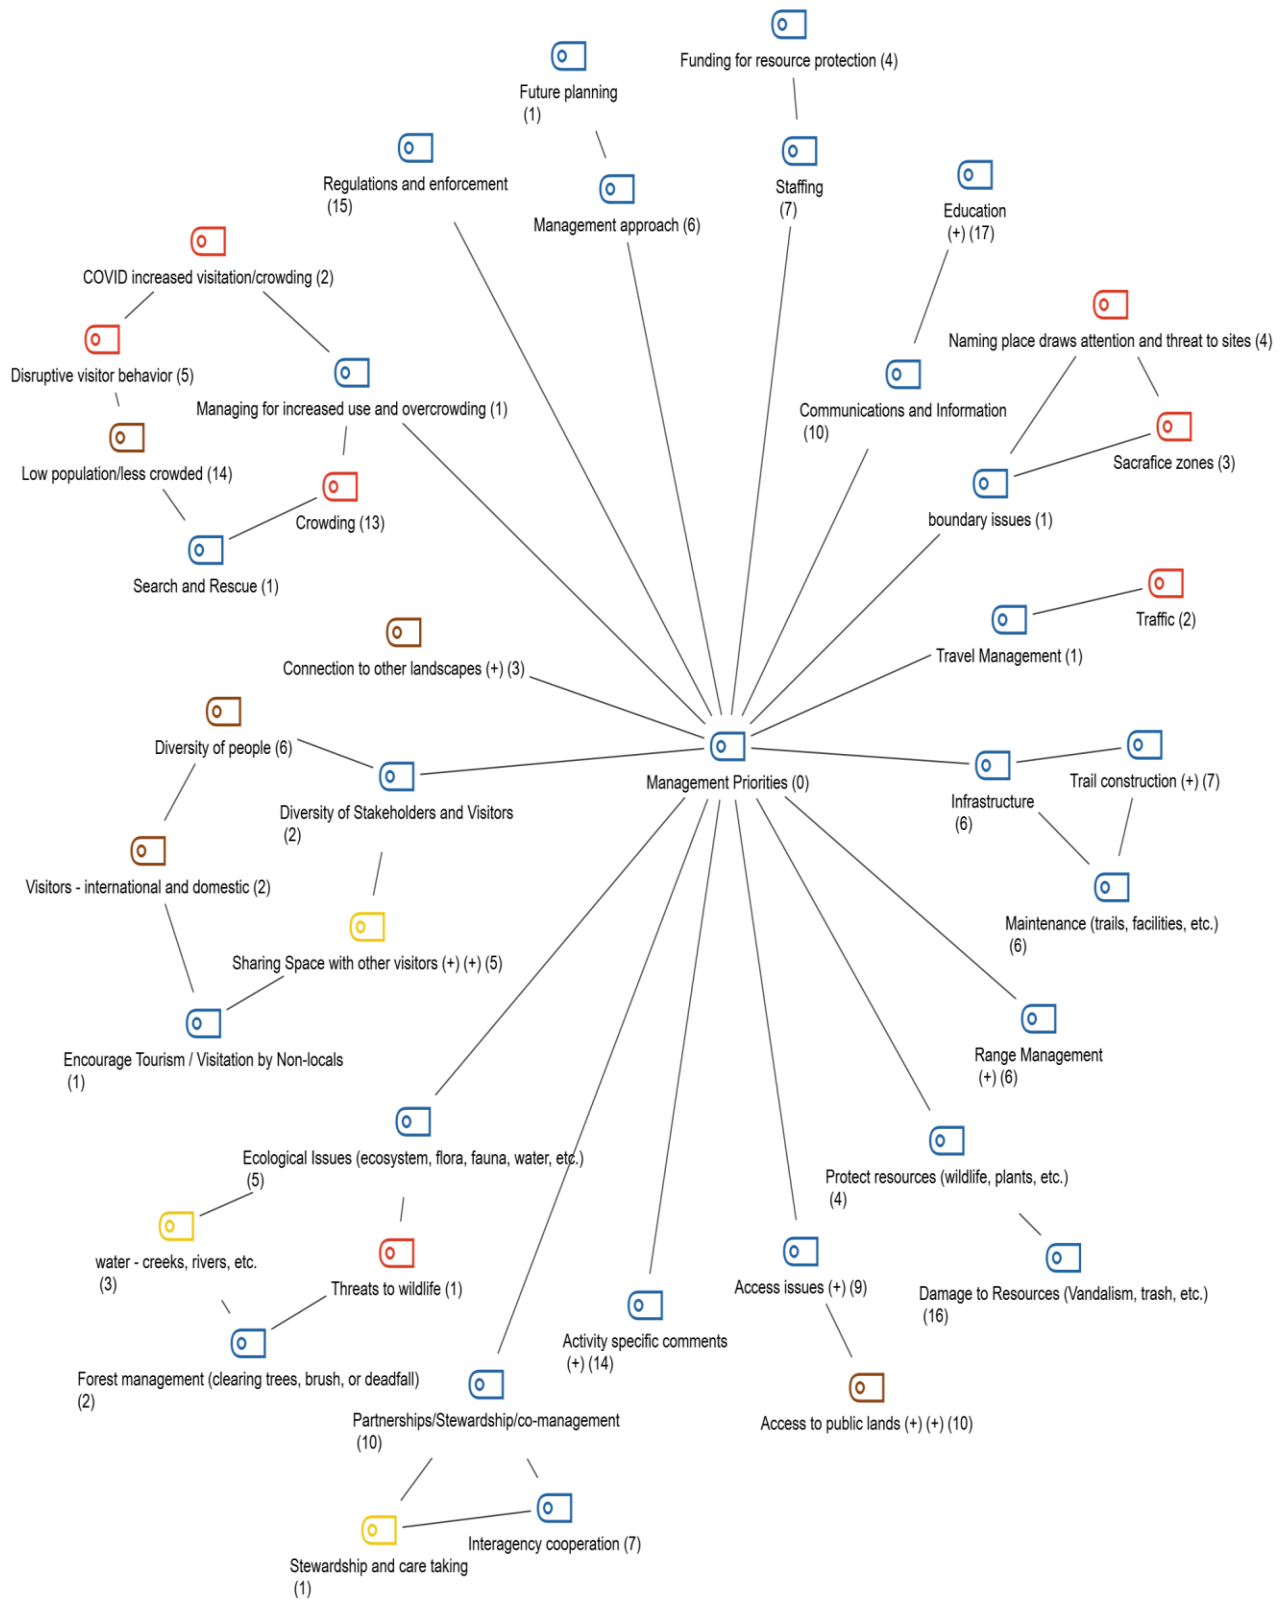 Funding for resource protection (4)
Future planning
(1)
Regulations and enforcement
(15)
Management approach (6)
Staffing
(7)
Education
(+) (17)
COVID increased visitation/crowding (2)
Naming place draws attention and threat to sites (4)
Disruptive visitor behavior (5)
Managing for increased use and overcrowding (1)
Communications and Information
(10)
Low population/less crowded (14)
Sacrafice zones (3)
Crowding (13)
boundary issues (1)
Search and Rescue (1)
Traffic (2)
Travel Management (1)
Connection to other landscapes (+) (3)
Diversity of people (6)
Management Priorities (0)
Trail construction (+) (7)
Infrastructure
(6)
Diversity of Stakeholders and Visitors
(2)
Visitors - international and domestic (2)
Maintenance (trails, facilities, etc.)
(6)
Sharing Space with other visitors (+) (+) (5)
Encourage Tourism / Visitation by Non-locals
(1)
Range Management
(+) (6)
Ecological Issues (ecosystem, flora, fauna, water, etc.)
(5)
Protect resources (wildlife, plants, etc.)
(4)
water - creeks, rivers, etc.
(3)
Threats to wildlife (1)
Access issues (+) (9)
Damage to Resources (Vandalism, trash, etc.)
(16)
Activity specific comments
(+) (14)
Forest management (clearing trees, brush, or deadfall)
(2)
Partnerships/Stewardship/co-management
(10)
Access to public lands (+) (+) (10)
Interagency cooperation (7)
Stewardship and care taking
(1)